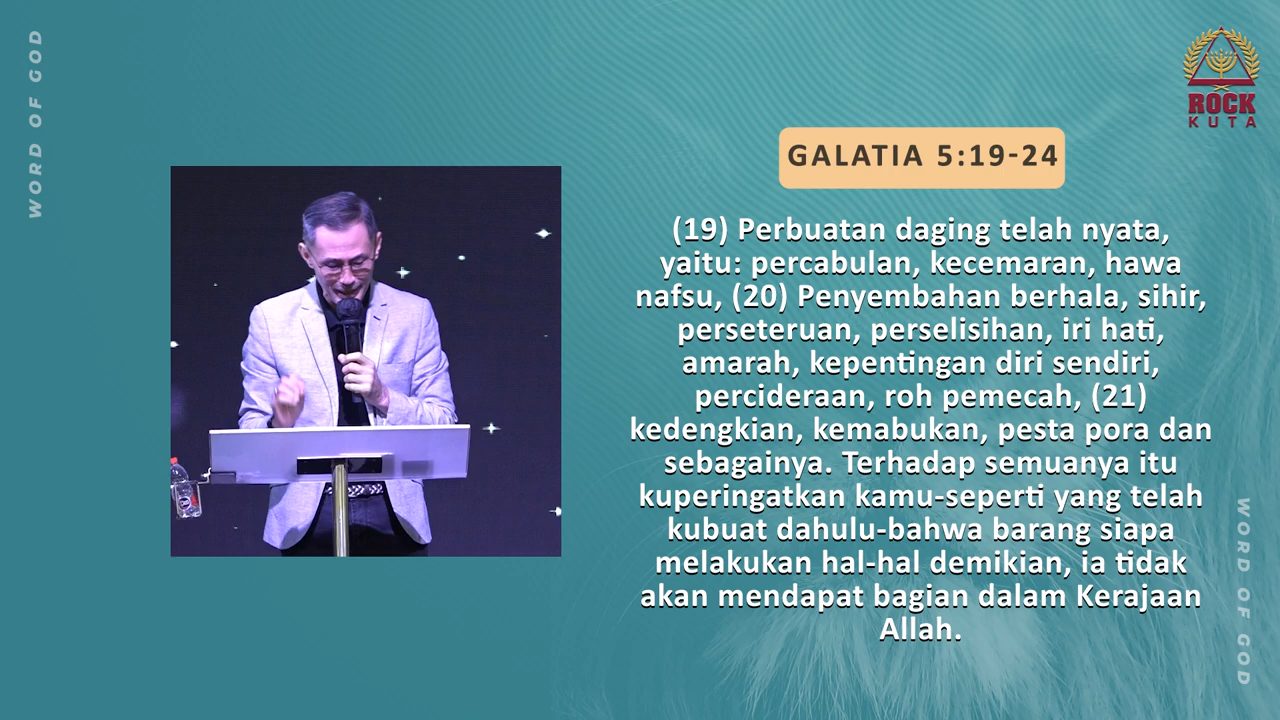 WORD OF GOD
ROCK
KUTA
GALATIA 5:19-24
(19) Perbuatan daging telah nyata,
yaitu: percabulan, kecemaran, hawa
nafsu, (20) Penyembahan berhala, sihir,
perseteruan, perselisihan, iri hati,
amarah, kepentingan diri sendiri,
percideraan, roh pemecah, (21)
kedengkian, kemabukan, pesta pora dan
sebagainya. Terhadap semuanya itu
kuperingatkan kamu-seperti yang telah
kubuat dahulu-bahwa barang siapa
melakukan hal-hal demikian, ia tidak
akan mendapat bagian dalam Kerajaan
Allah.
WORD OF GOD